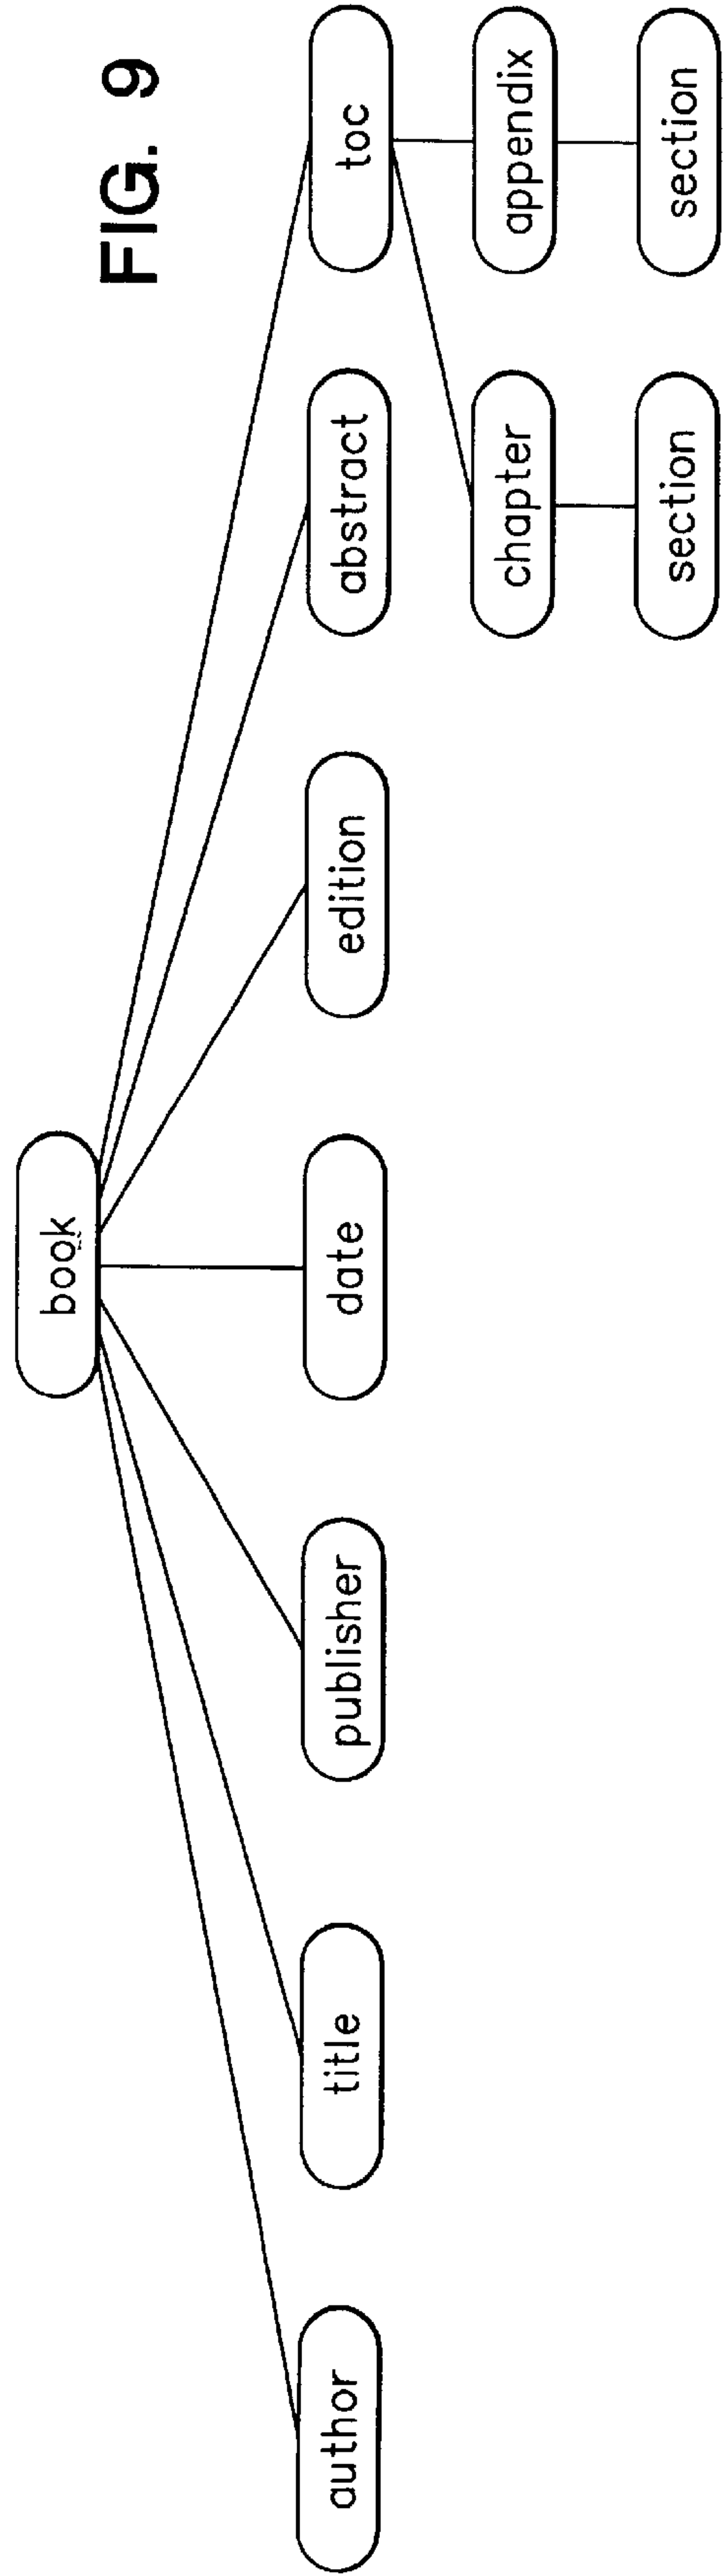 FIG. 9
book
author
title
publisher
date
edition
abstract
toc
chapter
appendix
section
section